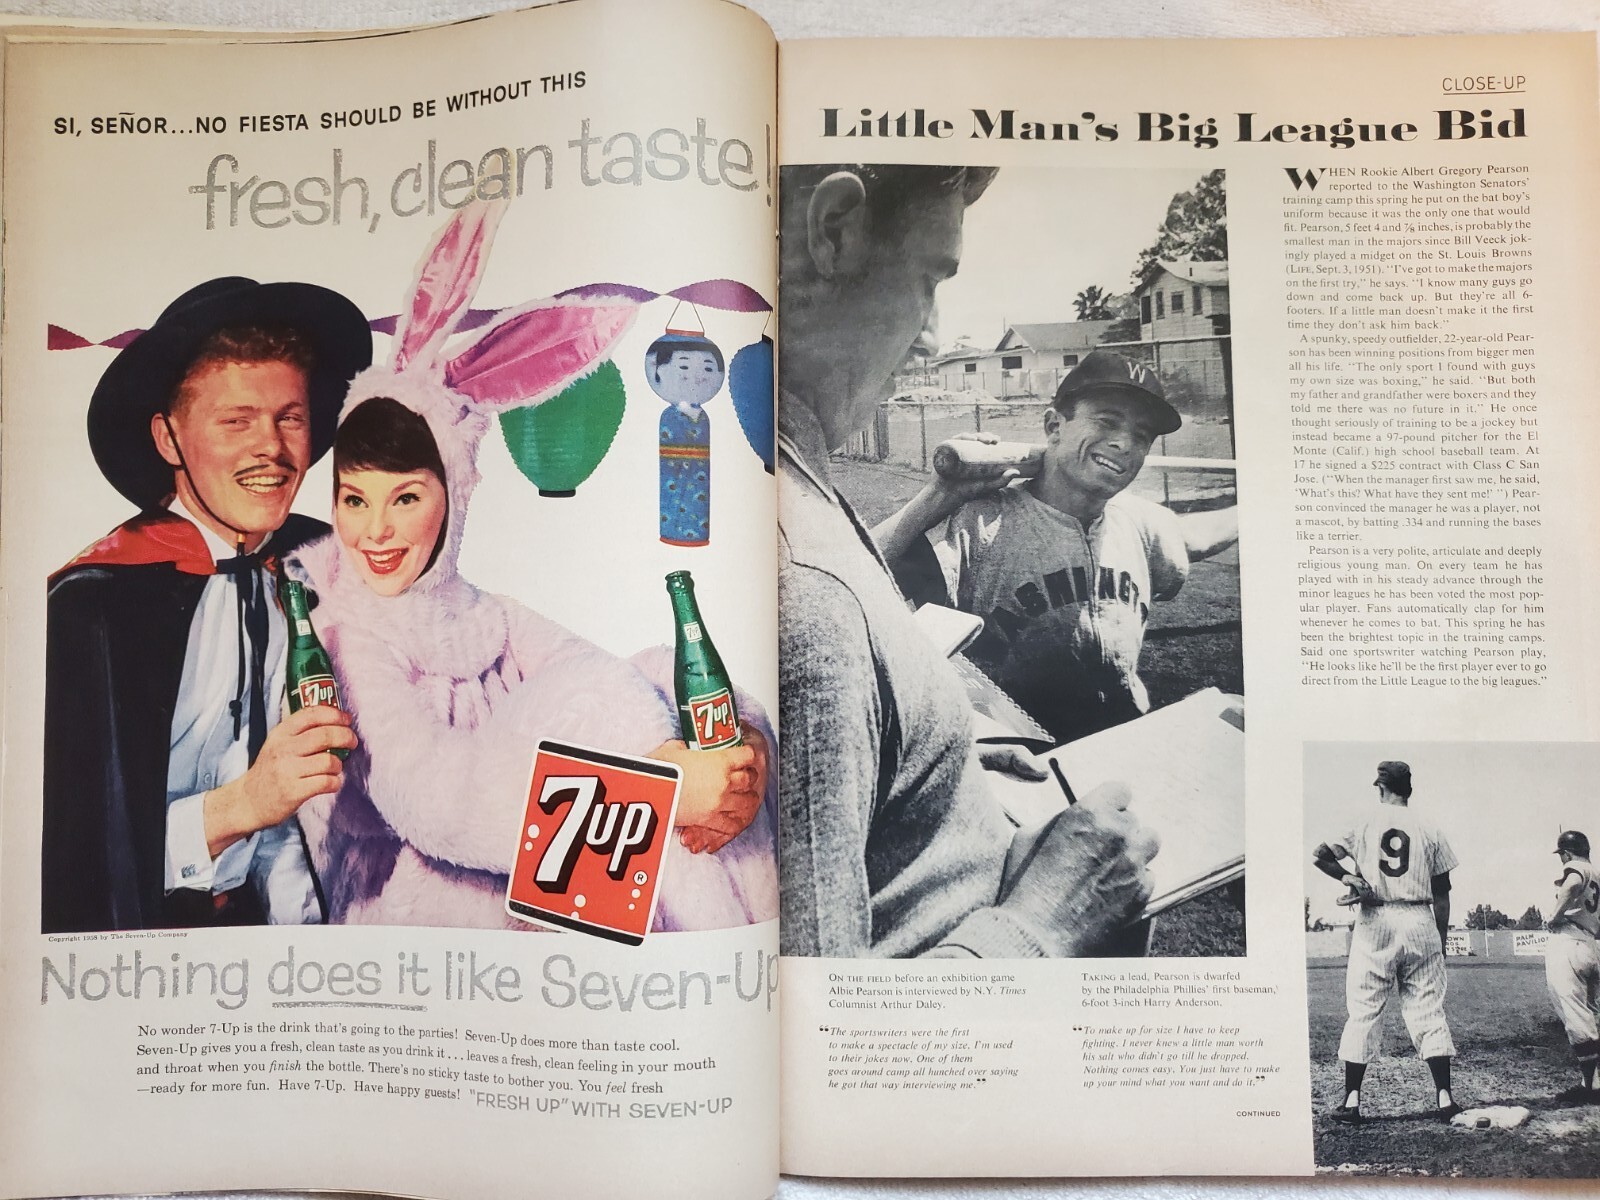 SI, SEÑOR...NO FIESTA SHOULD BE WITHOUT THIS
fresh, clean taste!
7up
7up
7up
7up
7up
®
Copyright 1958 by The Seven-Up Company
Nothing does it like Seven-Up
No wonder 7-Up is the drink that's going to the parties! Seven-Up does more than taste cool.
Seven-Up gives you a fresh, clean taste as you drink it . . . leaves a fresh, clean feeling in your mouth
and throat when you finish the bottle. There's no sticky taste to bother you. You feel fresh
—ready for more fun. Have 7-Up. Have happy guests! "FRESH UP" WITH SEVEN-UP
CLOSE-UP
Little Man's Big League Bid
W
WASHINGT
WHEN Rookie Albert Gregory Pearson
reported to the Washington Senators'
training camp this spring he put on the bat boy's
uniform because it was the only one that would
fit. Pearson, 5 feet 4 and ⅞ inches, is probably the
smallest man in the majors since Bill Veeck jok-
ingly played a midget on the St. Louis Browns
(LIFE, Sept. 3, 1951). "I've got to make the majors
on the first try," he says. "I know many guys go
down and come back up. But they're all 6-
footers. If a little man doesn't make it the first
time they don't ask him back."
A spunky, speedy outfielder, 22-year-old Pear-
son has been winning positions from bigger men
all his life. "The only sport I found with guys
my own size was boxing," he said. "But both
my father and grandfather were boxers and they
told me there was no future in it." He once
thought seriously of training to be a jockey but
instead became a 97-pound pitcher for the El
Monte (Calif.) high school baseball team. At
17 he signed a $225 contract with Class C San
Jose. ("When the manager first saw me, he said,
'What's this? What have they sent me!' ") Pear-
son convinced the manager he was a player, not
a mascot, by batting .334 and running the bases
like a terrier.
Pearson is a very polite, articulate and deeply
religious young man. On every team he has
played with in his steady advance through the
minor leagues he has been voted the most pop-
ular player. Fans automatically clap for him
whenever he comes to bat. This spring he has
been the brightest topic in the training camps.
Said one sportswriter watching Pearson play,
"He looks like he'll be the first player ever to go
direct from the Little League to the big leagues."
9
PALM
PAVILIO
ON THE FIELD before an exhibition game
Albie Pearson is interviewed by N.Y. Times
Columnist Arthur Daley.
"The sportswriters were the first
to make a spectacle of my size. I'm used
to their jokes now. One of them
goes around camp all hunched over saying
he got that way interviewing me."
TAKING a lead, Pearson is dwarfed
by the Philadelphia Phillies' first baseman,
6-foot 3-inch Harry Anderson.
"To make up for size I have to keep
fighting. I never knew a little man worth
his salt who didn't go till he dropped.
Nothing comes easy. You just have to make
up your mind what you want and do it."
CONTINUED